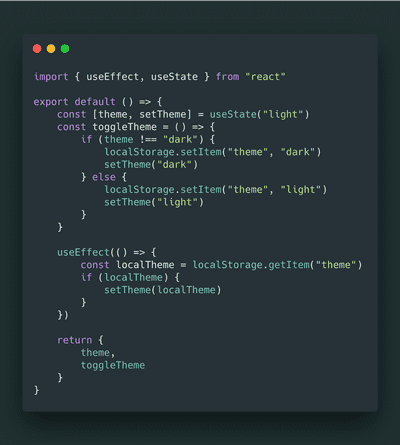 import { useEffect, useState } from "react"

export default () => {
    const [theme, setTheme] = useState("light")
    const toggleTheme = () => {
        if (theme !== "dark") {
            localStorage.setItem("theme", "dark")
            setTheme("dark")
        } else {
            localStorage.setItem("theme", "light")
            setTheme("light")
        }
    }

    useEffect(() => {
        const localTheme = localStorage.getItem("theme")
        if (localTheme) {
            setTheme(localTheme)
        }
    })

    return {
        theme,
        toggleTheme
    }
}